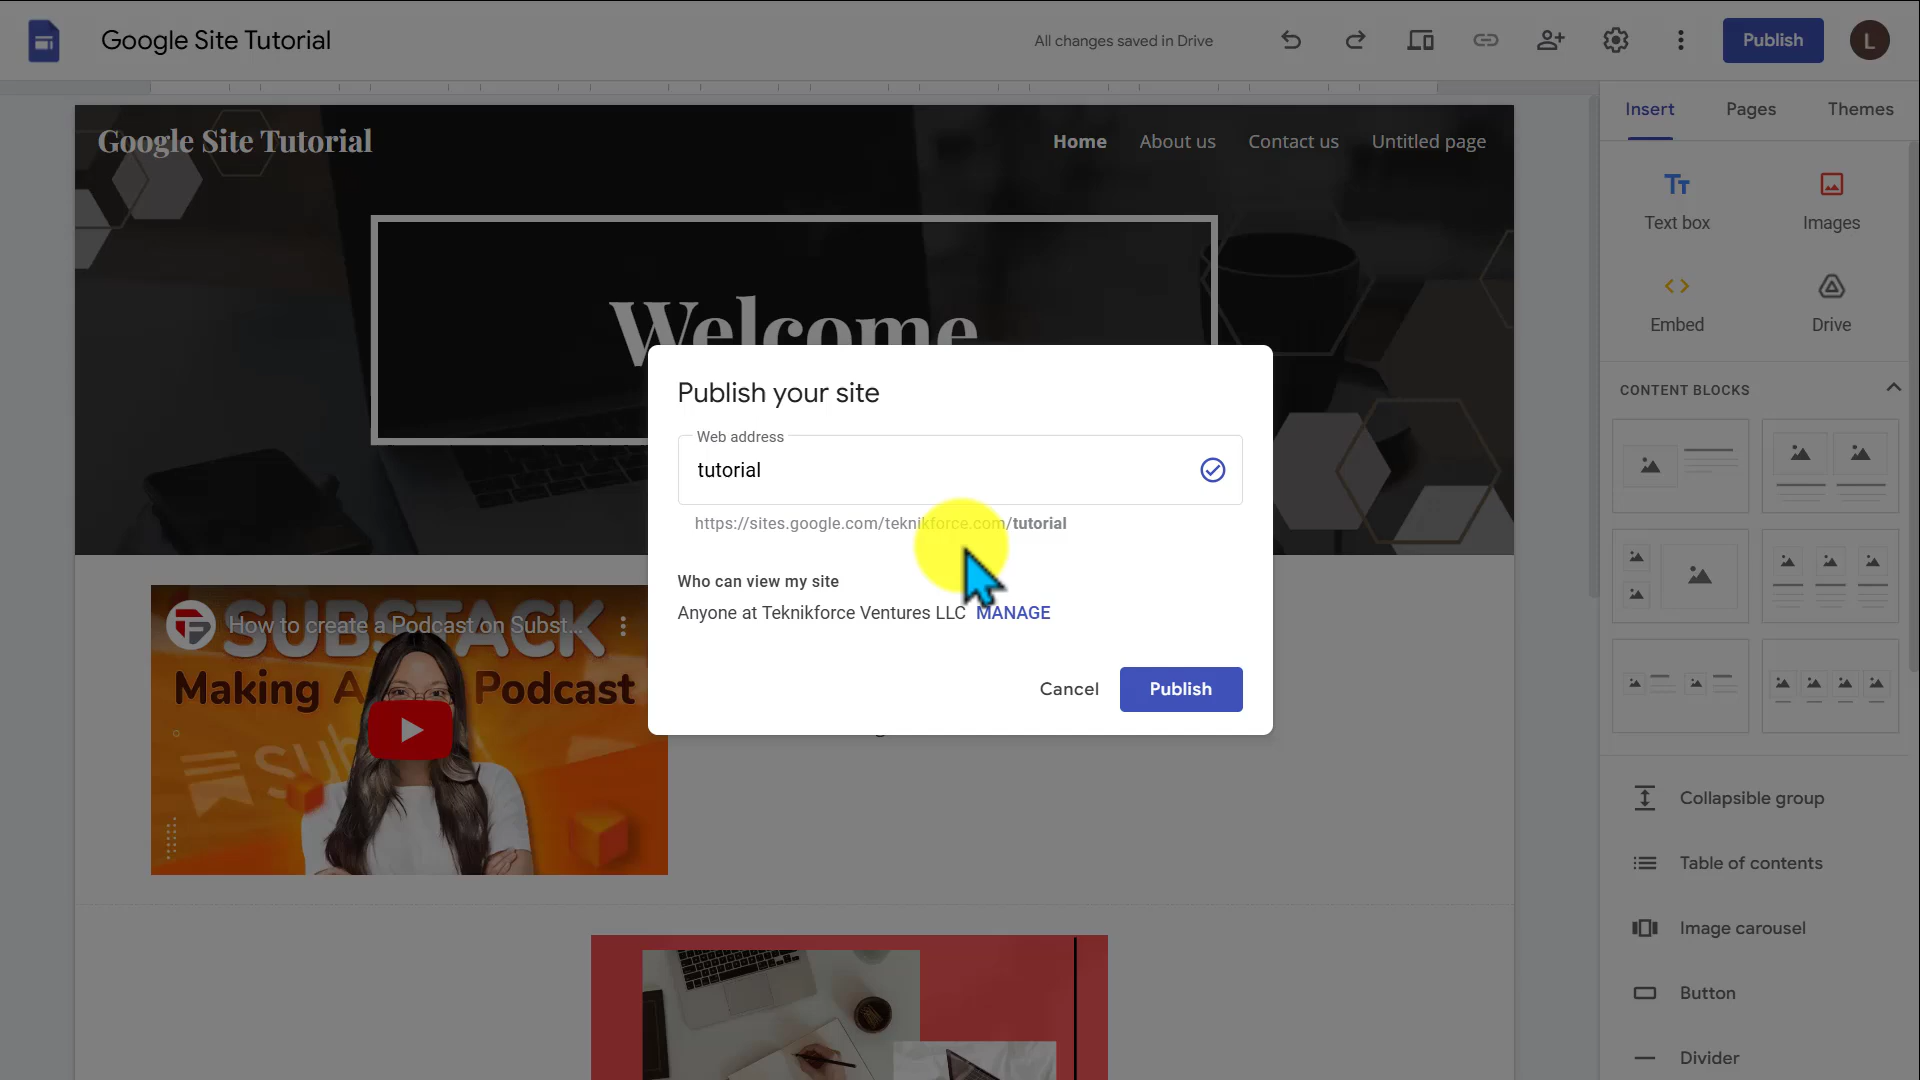 Google Site Tutorial
All changes saved in Drive
Publish
L
Insert
Pages
Themes
Google Site Tutorial
Home
About us
Contact us
Untitled page
Text box
Images
Embed
Drive
Welcome
CONTENT BLOCKS
Publish your site
Web address
tutorial
https://sites.google.com/teknikforce.com/tutorial
Who can view my site
Anyone at Teknikforce Ventures LLC MANAGE
Cancel
Publish
SUBSTACK
How to create a Podcast on Subst...
Making A Podcast
Collapsible group
Table of contents
Image carousel
Button
Divider